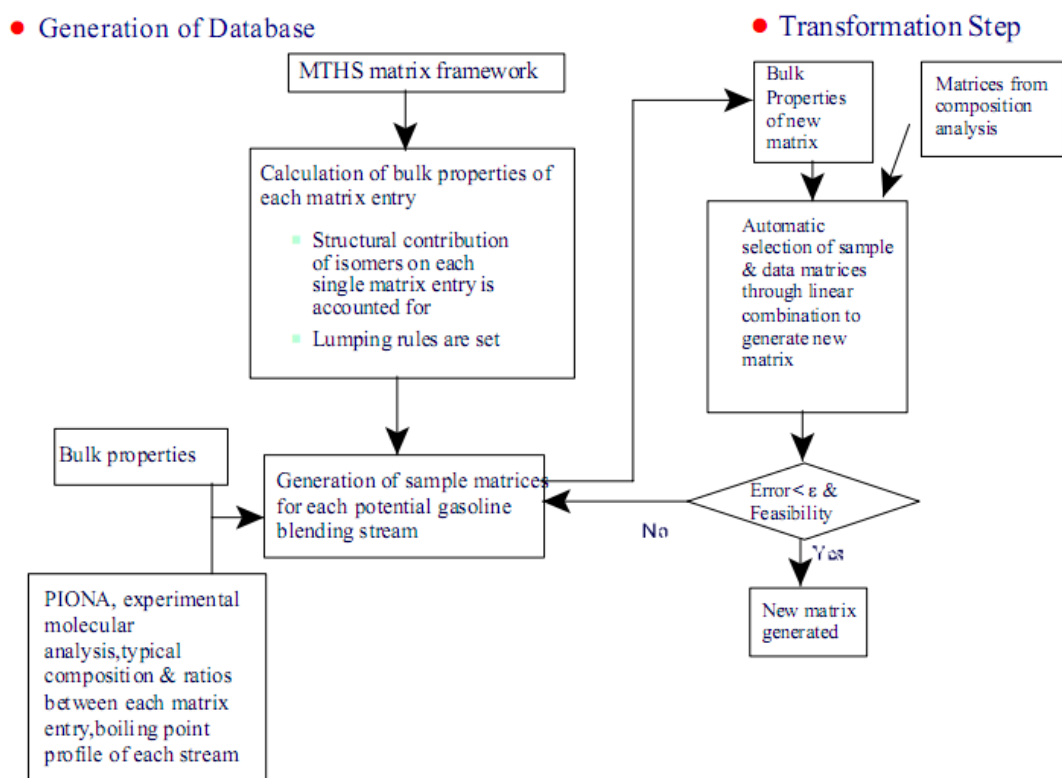 Generation of Database
MTHS matrix framework
Calculation of bulk properties of
each matrix entry
Structural contribution
of isomers on each
single matrix entry is
accounted for
Lumping rules are set
Bulk properties
Generation of sample matrices
for each potential gasoline
blending stream
PIONA, experimental
molecular
analysis,typical
composition & ratios
between each matrix
entry,boiling point
profile of each stream
Transformation Step
Bulk
Properties
of new
matrix
Matrices from
composition
analysis
Automatic
selection of sample
& data matrices
through linear
combination to
generate new
matrix
Error< ε &
Feasibility
No
Yes
New matrix
generated